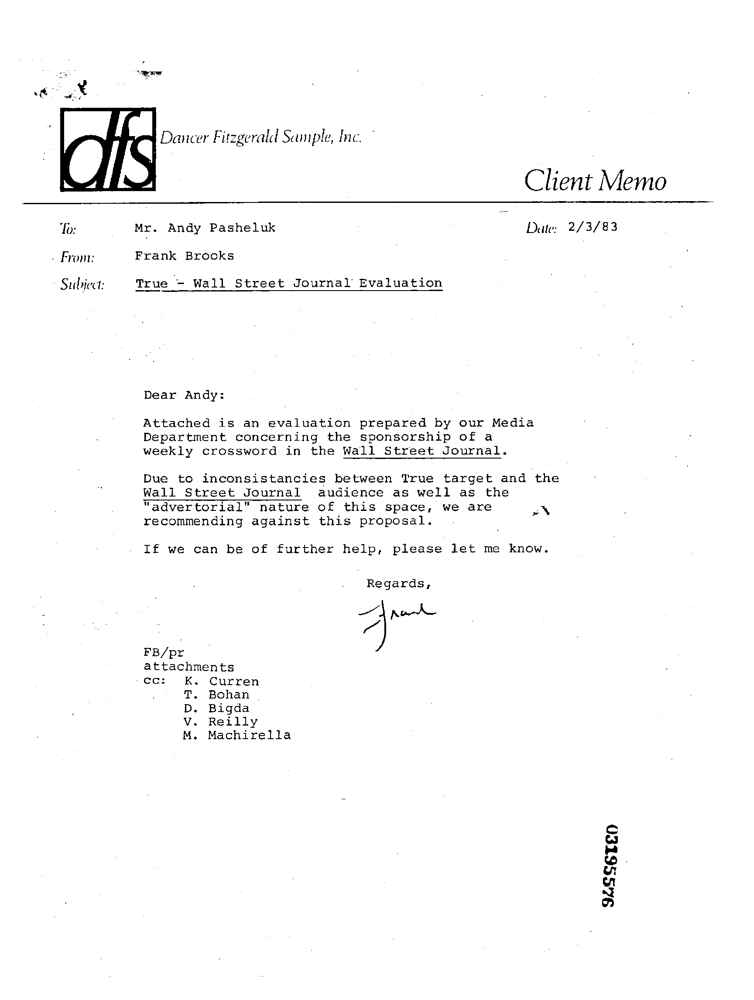 dfs Dancer Fitzgerald Sample, Inc.
Client Memo
To: Mr. Andy Pasheluk Date: 2/3/83
From: Frank Brooks
Subject: True - Wall Street Journal Evaluation
Dear Andy:
Attached is an evaluation prepared by our Media
Department concerning the sponsorship of a
weekly crossword in the Wall Street Journal.
Due to inconsistancies between True target and the
Wall Street Journal audience as well as the
"advertorial" nature of this space, we are
recommending against this proposal.
If we can be of further help, please let me know.
Regards,
Frank
FB/pr
attachments
cc: K. Curren
T. Bohan
D. Bigda
V. Reilly
M. Machirella
03195576